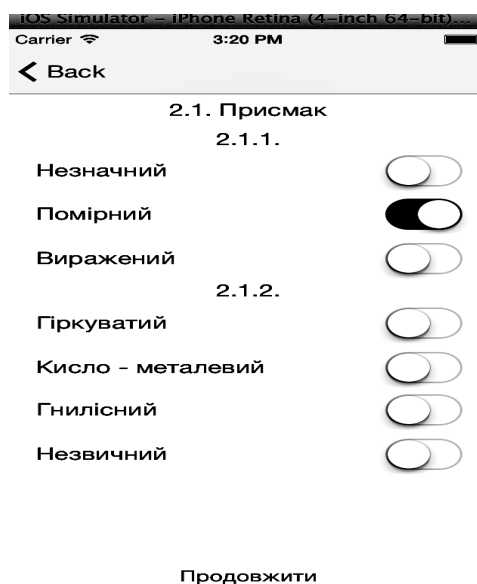 iOS Simulator – iPhone Retina (4-inch 64-bit)...
Carrier 3:20 PM
Back
2.1. Присмак
2.1.1.
Незначний
Помірний
Виражений
2.1.2.
Гіркуватий
Кисло - металевий
Гнилісний
Незвичний
Продовжити